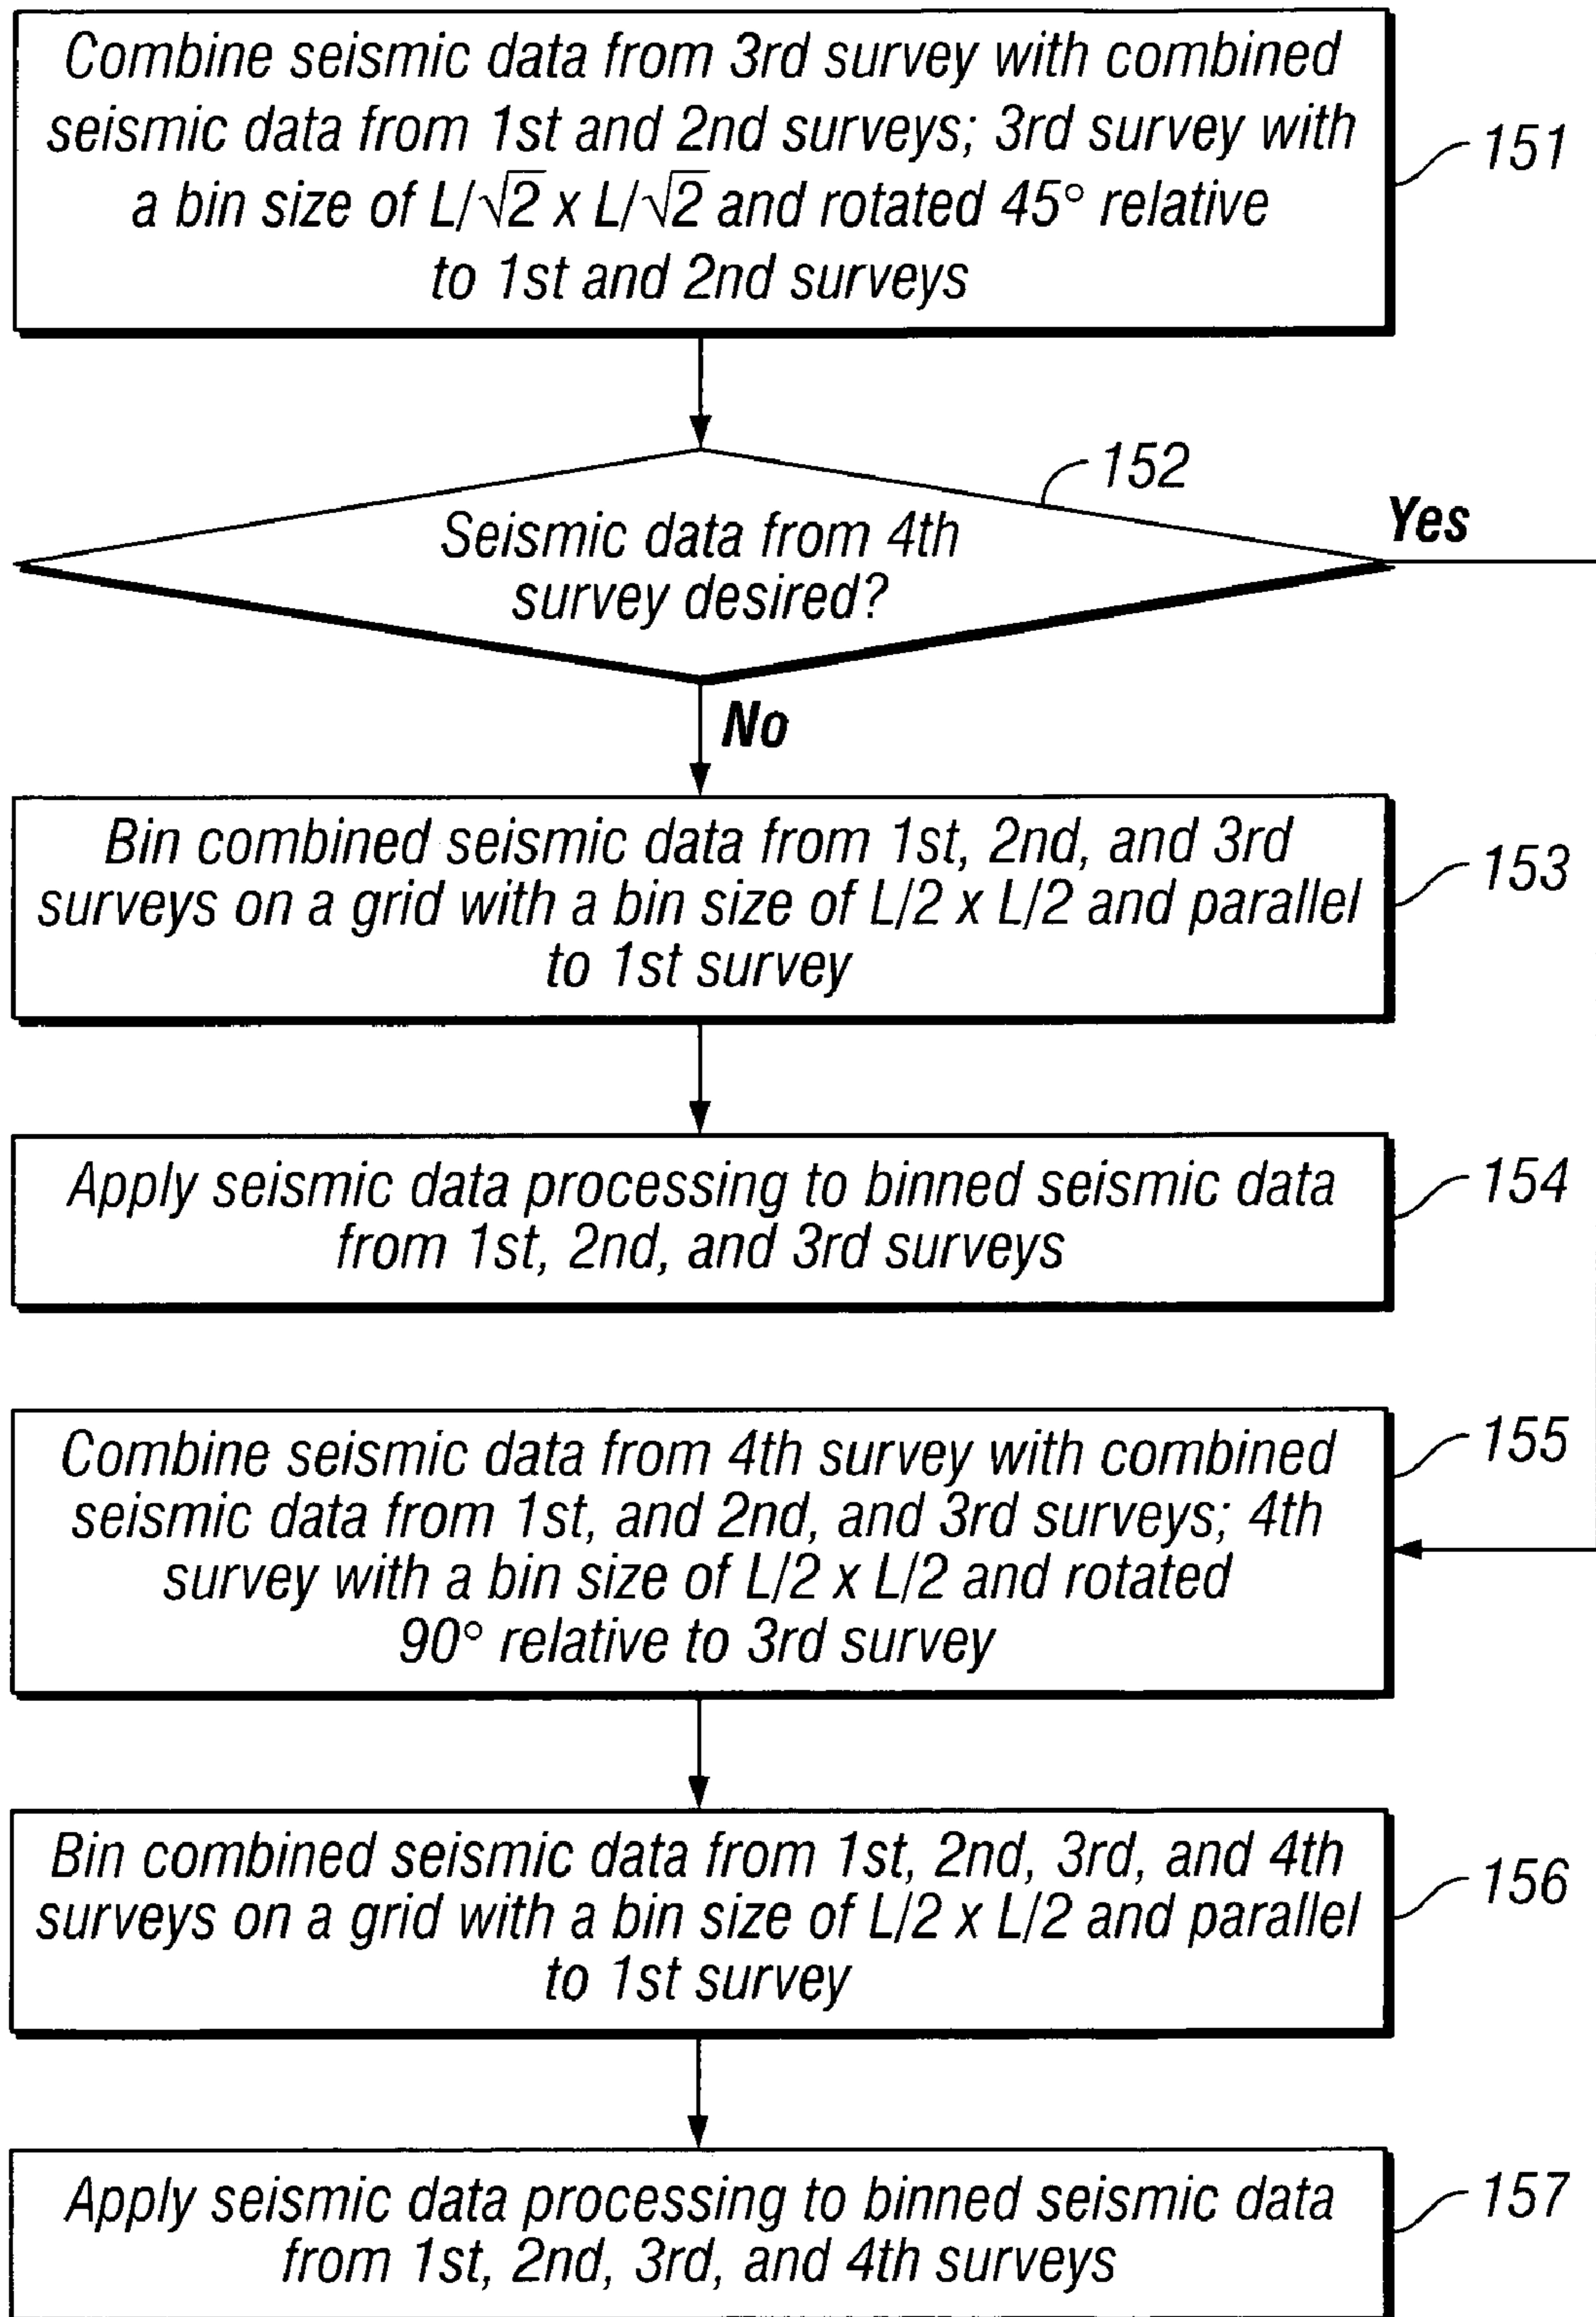 Combine seismic data from 3rd survey with combined
seismic data from 1st and 2nd surveys; 3rd survey with
a bin size of L/√2 x L/√2 and rotated 45° relative
to 1st and 2nd surveys
151
152
Seismic data from 4th
survey desired?
Yes
No
Bin combined seismic data from 1st, 2nd, and 3rd
surveys on a grid with a bin size of L/2 x L/2 and parallel
to 1st survey
153
Apply seismic data processing to binned seismic data
from 1st, 2nd, and 3rd surveys
154
Combine seismic data from 4th survey with combined
seismic data from 1st, and 2nd, and 3rd surveys; 4th
survey with a bin size of L/2 x L/2 and rotated
90° relative to 3rd survey
155
Bin combined seismic data from 1st, 2nd, 3rd, and 4th
surveys on a grid with a bin size of L/2 x L/2 and parallel
to 1st survey
156
Apply seismic data processing to binned seismic data
from 1st, 2nd, 3rd, and 4th surveys
157